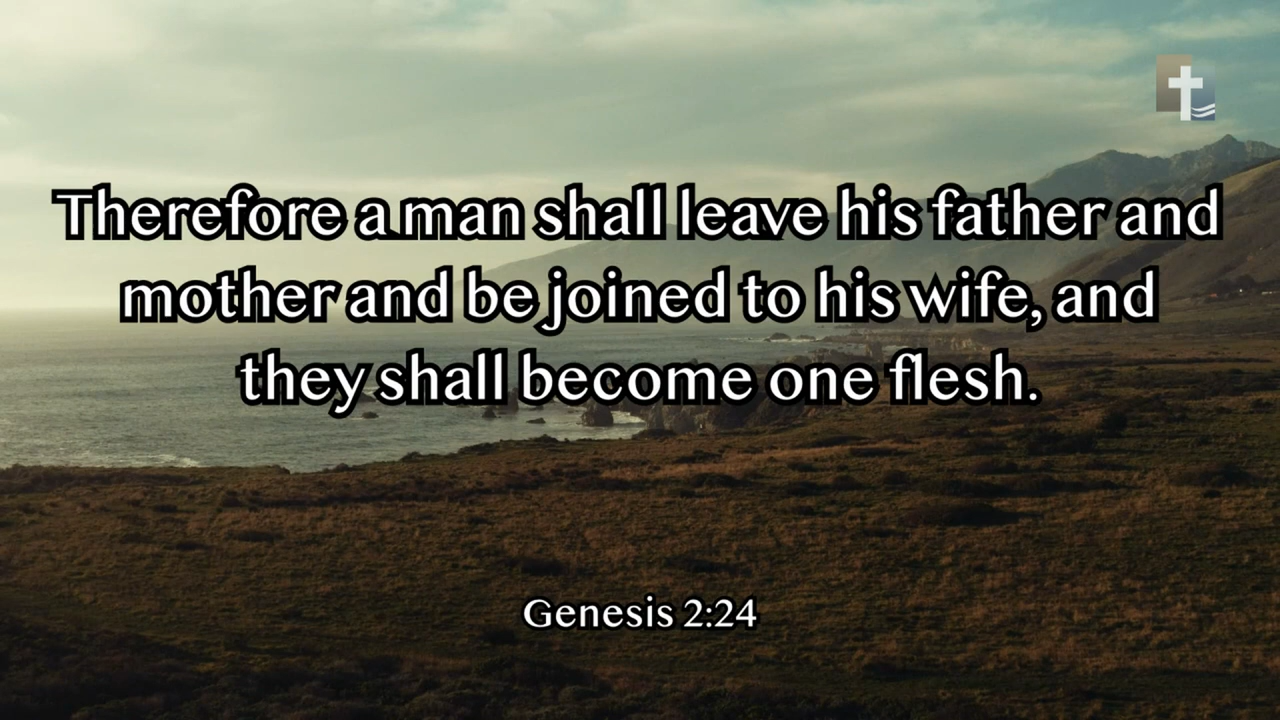 Therefore a man shall leave his father and
mother and be joined to his wife, and
they shall become one flesh.
Genesis 2:24